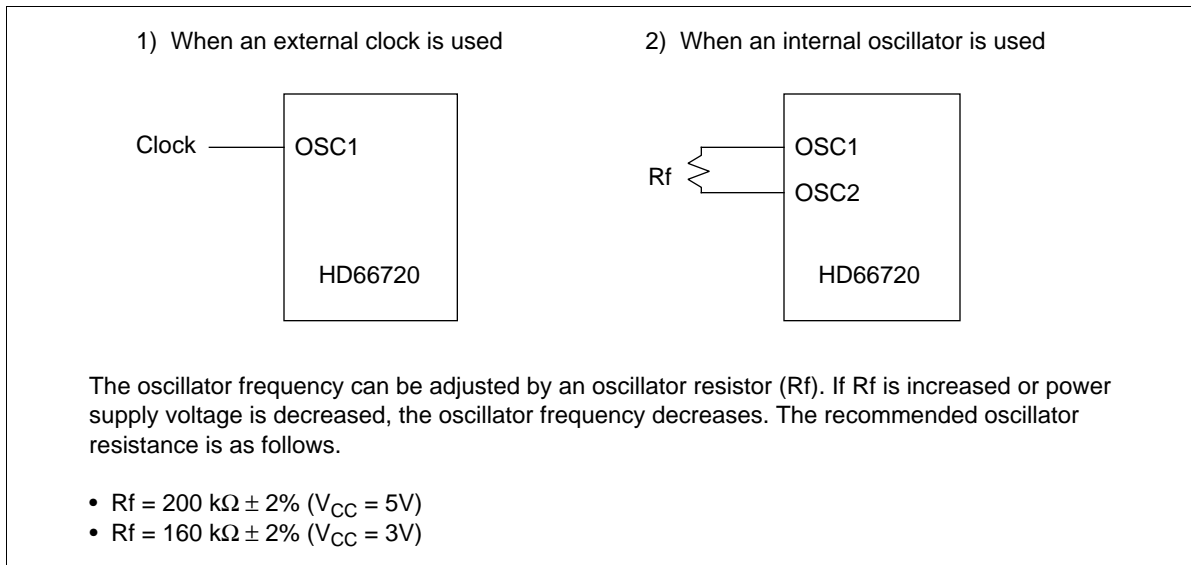 1) When an external clock is used
2) When an internal oscillator is used
Clock
OSC1
HD66720
Rf
OSC1
OSC2
HD66720
The oscillator frequency can be adjusted by an oscillator resistor (Rf). If Rf is increased or power
supply voltage is decreased, the oscillator frequency decreases. The recommended oscillator
resistance is as follows.
• Rf = 200 kΩ ± 2% (VCC = 5V)
• Rf = 160 kΩ ± 2% (VCC = 3V)